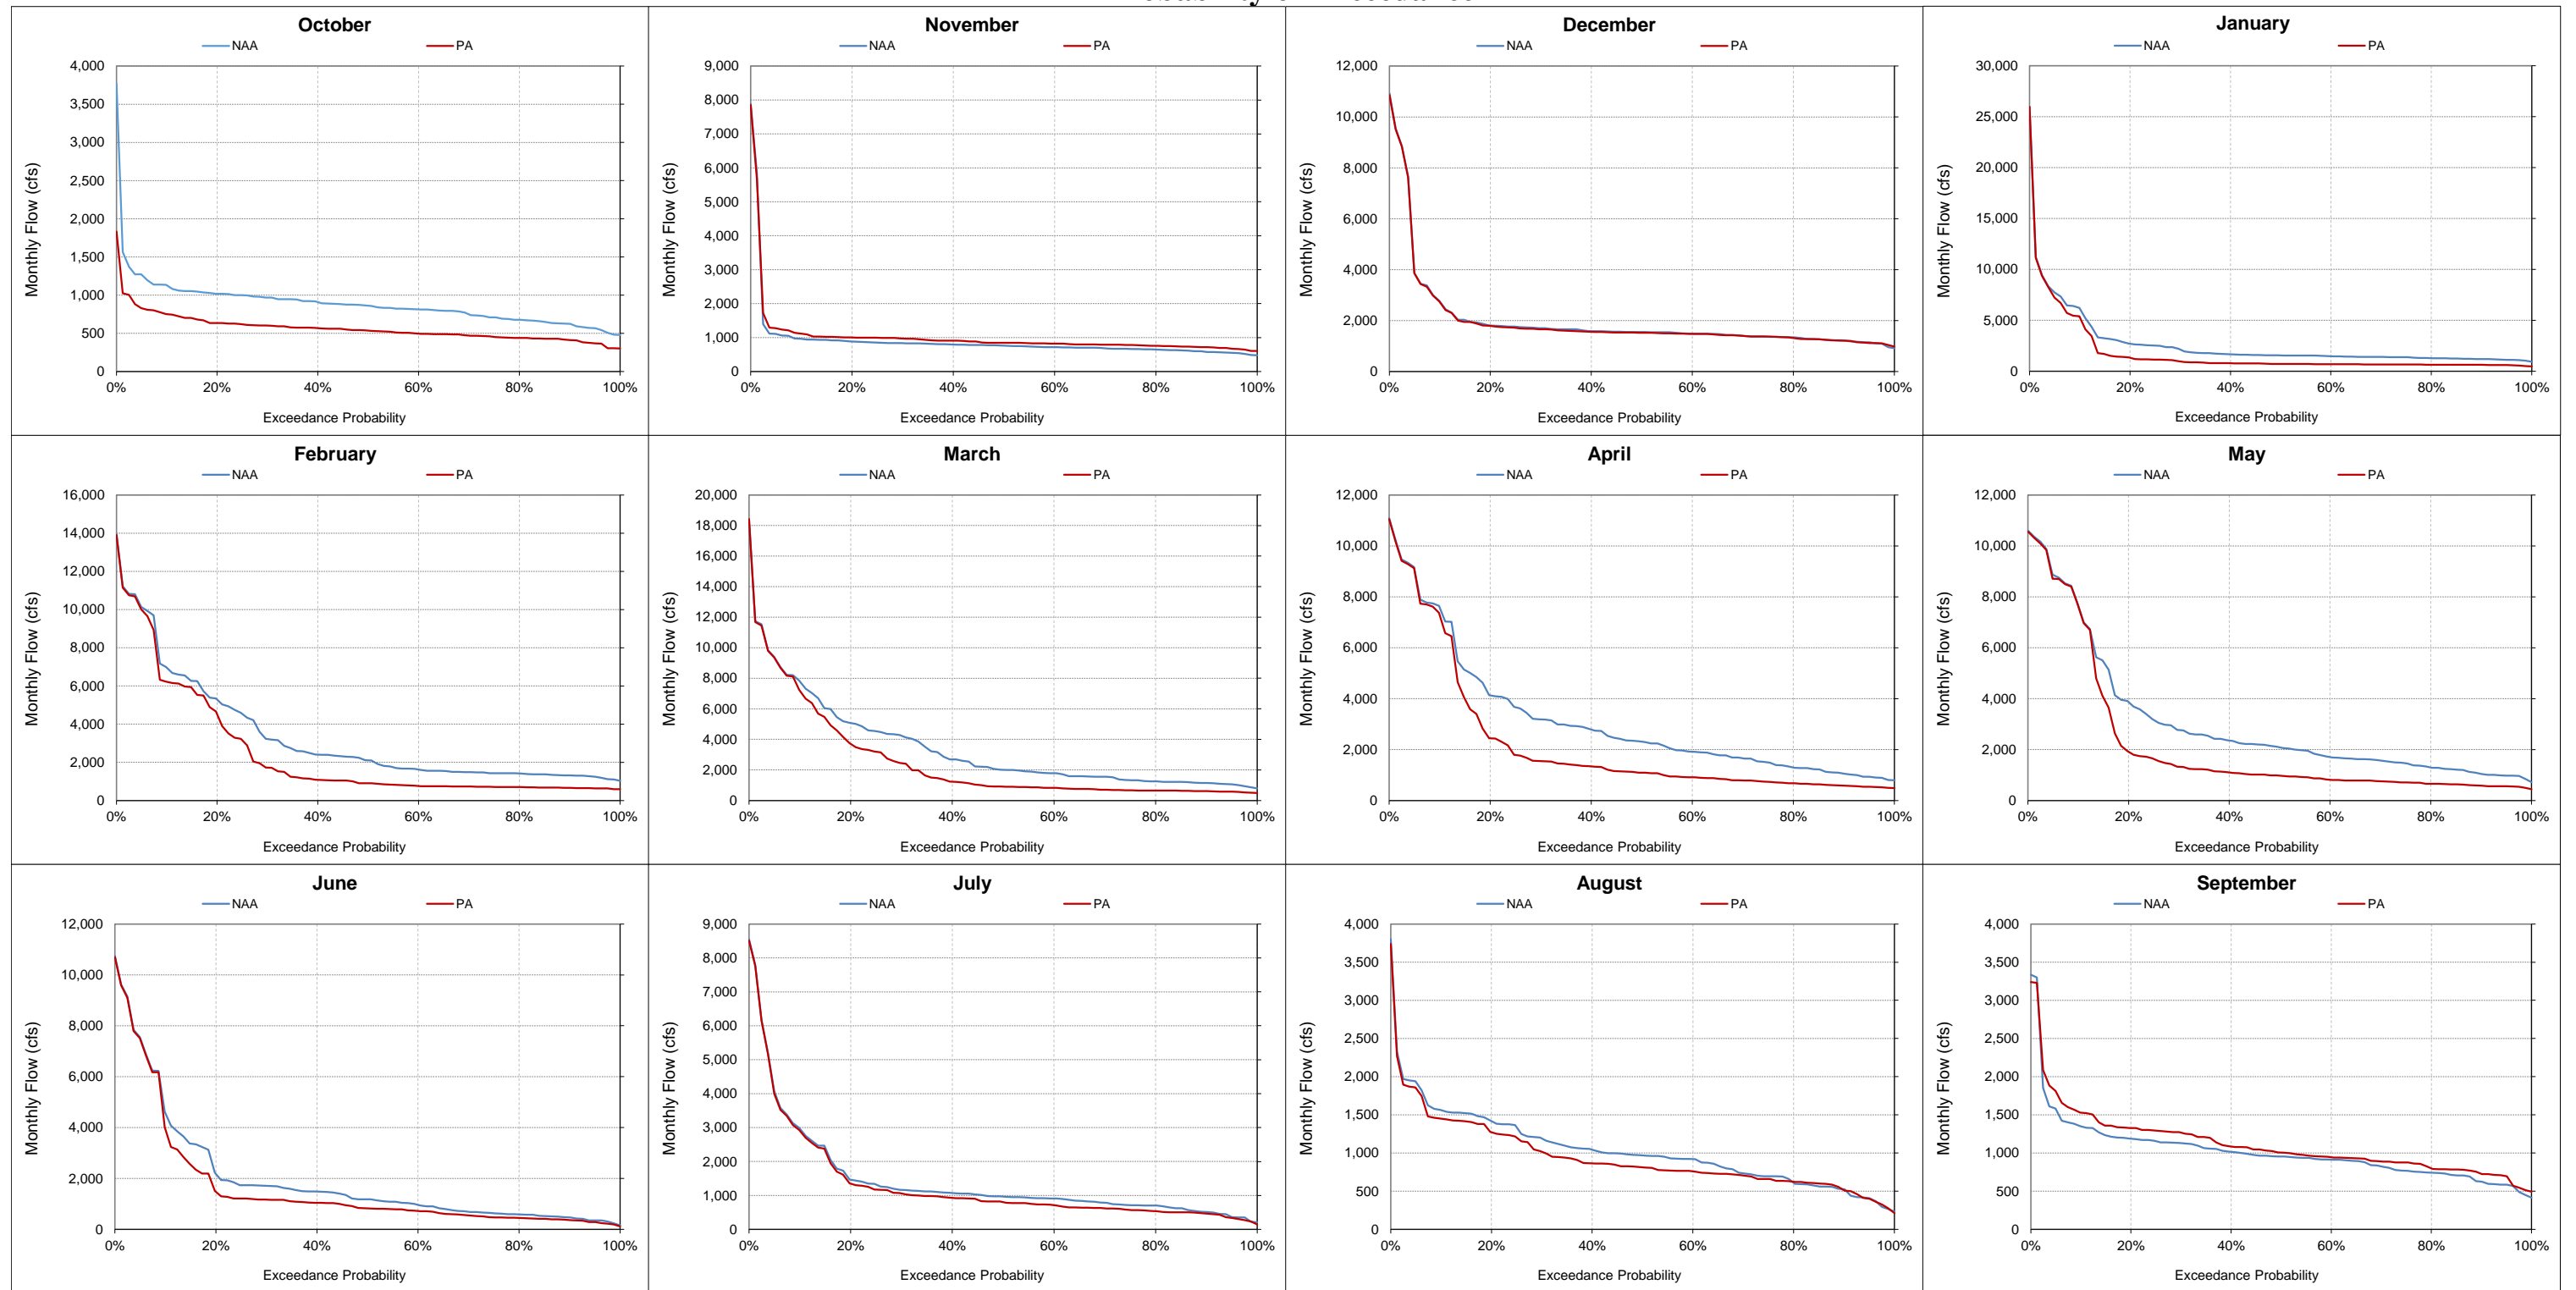 October
NAA PA
4,000
3,500
3,000
2,500
2,000
1,500
1,000
500
0
0% 20% 40% 60% 80% 100%
Monthly Flow (cfs)
Exceedance Probability
November
NAA PA
9,000
8,000
7,000
6,000
5,000
4,000
3,000
2,000
1,000
0
0% 20% 40% 60% 80% 100%
Monthly Flow (cfs)
Exceedance Probability
December
NAA PA
12,000
10,000
8,000
6,000
4,000
2,000
0
0% 20% 40% 60% 80% 100%
Monthly Flow (cfs)
Exceedance Probability
January
NAA PA
30,000
25,000
20,000
15,000
10,000
5,000
0
0% 20% 40% 60% 80% 100%
Monthly Flow (cfs)
Exceedance Probability
February
NAA PA
16,000
14,000
12,000
10,000
8,000
6,000
4,000
2,000
0
0% 20% 40% 60% 80% 100%
Monthly Flow (cfs)
Exceedance Probability
March
NAA PA
20,000
18,000
16,000
14,000
12,000
10,000
8,000
6,000
4,000
2,000
0
0% 20% 40% 60% 80% 100%
Monthly Flow (cfs)
Exceedance Probability
April
NAA PA
12,000
10,000
8,000
6,000
4,000
2,000
0
0% 20% 40% 60% 80% 100%
Monthly Flow (cfs)
Exceedance Probability
May
NAA PA
12,000
10,000
8,000
6,000
4,000
2,000
0
0% 20% 40% 60% 80% 100%
Monthly Flow (cfs)
Exceedance Probability
June
NAA PA
12,000
10,000
8,000
6,000
4,000
2,000
0
0% 20% 40% 60% 80% 100%
Monthly Flow (cfs)
Exceedance Probability
July
NAA PA
9,000
8,000
7,000
6,000
5,000
4,000
3,000
2,000
1,000
0
0% 20% 40% 60% 80% 100%
Monthly Flow (cfs)
Exceedance Probability
August
NAA PA
4,000
3,500
3,000
2,500
2,000
1,500
1,000
500
0
0% 20% 40% 60% 80% 100%
Monthly Flow (cfs)
Exceedance Probability
September
NAA PA
4,000
3,500
3,000
2,500
2,000
1,500
1,000
500
0
0% 20% 40% 60% 80% 100%
Monthly Flow (cfs)
Exceedance Probability